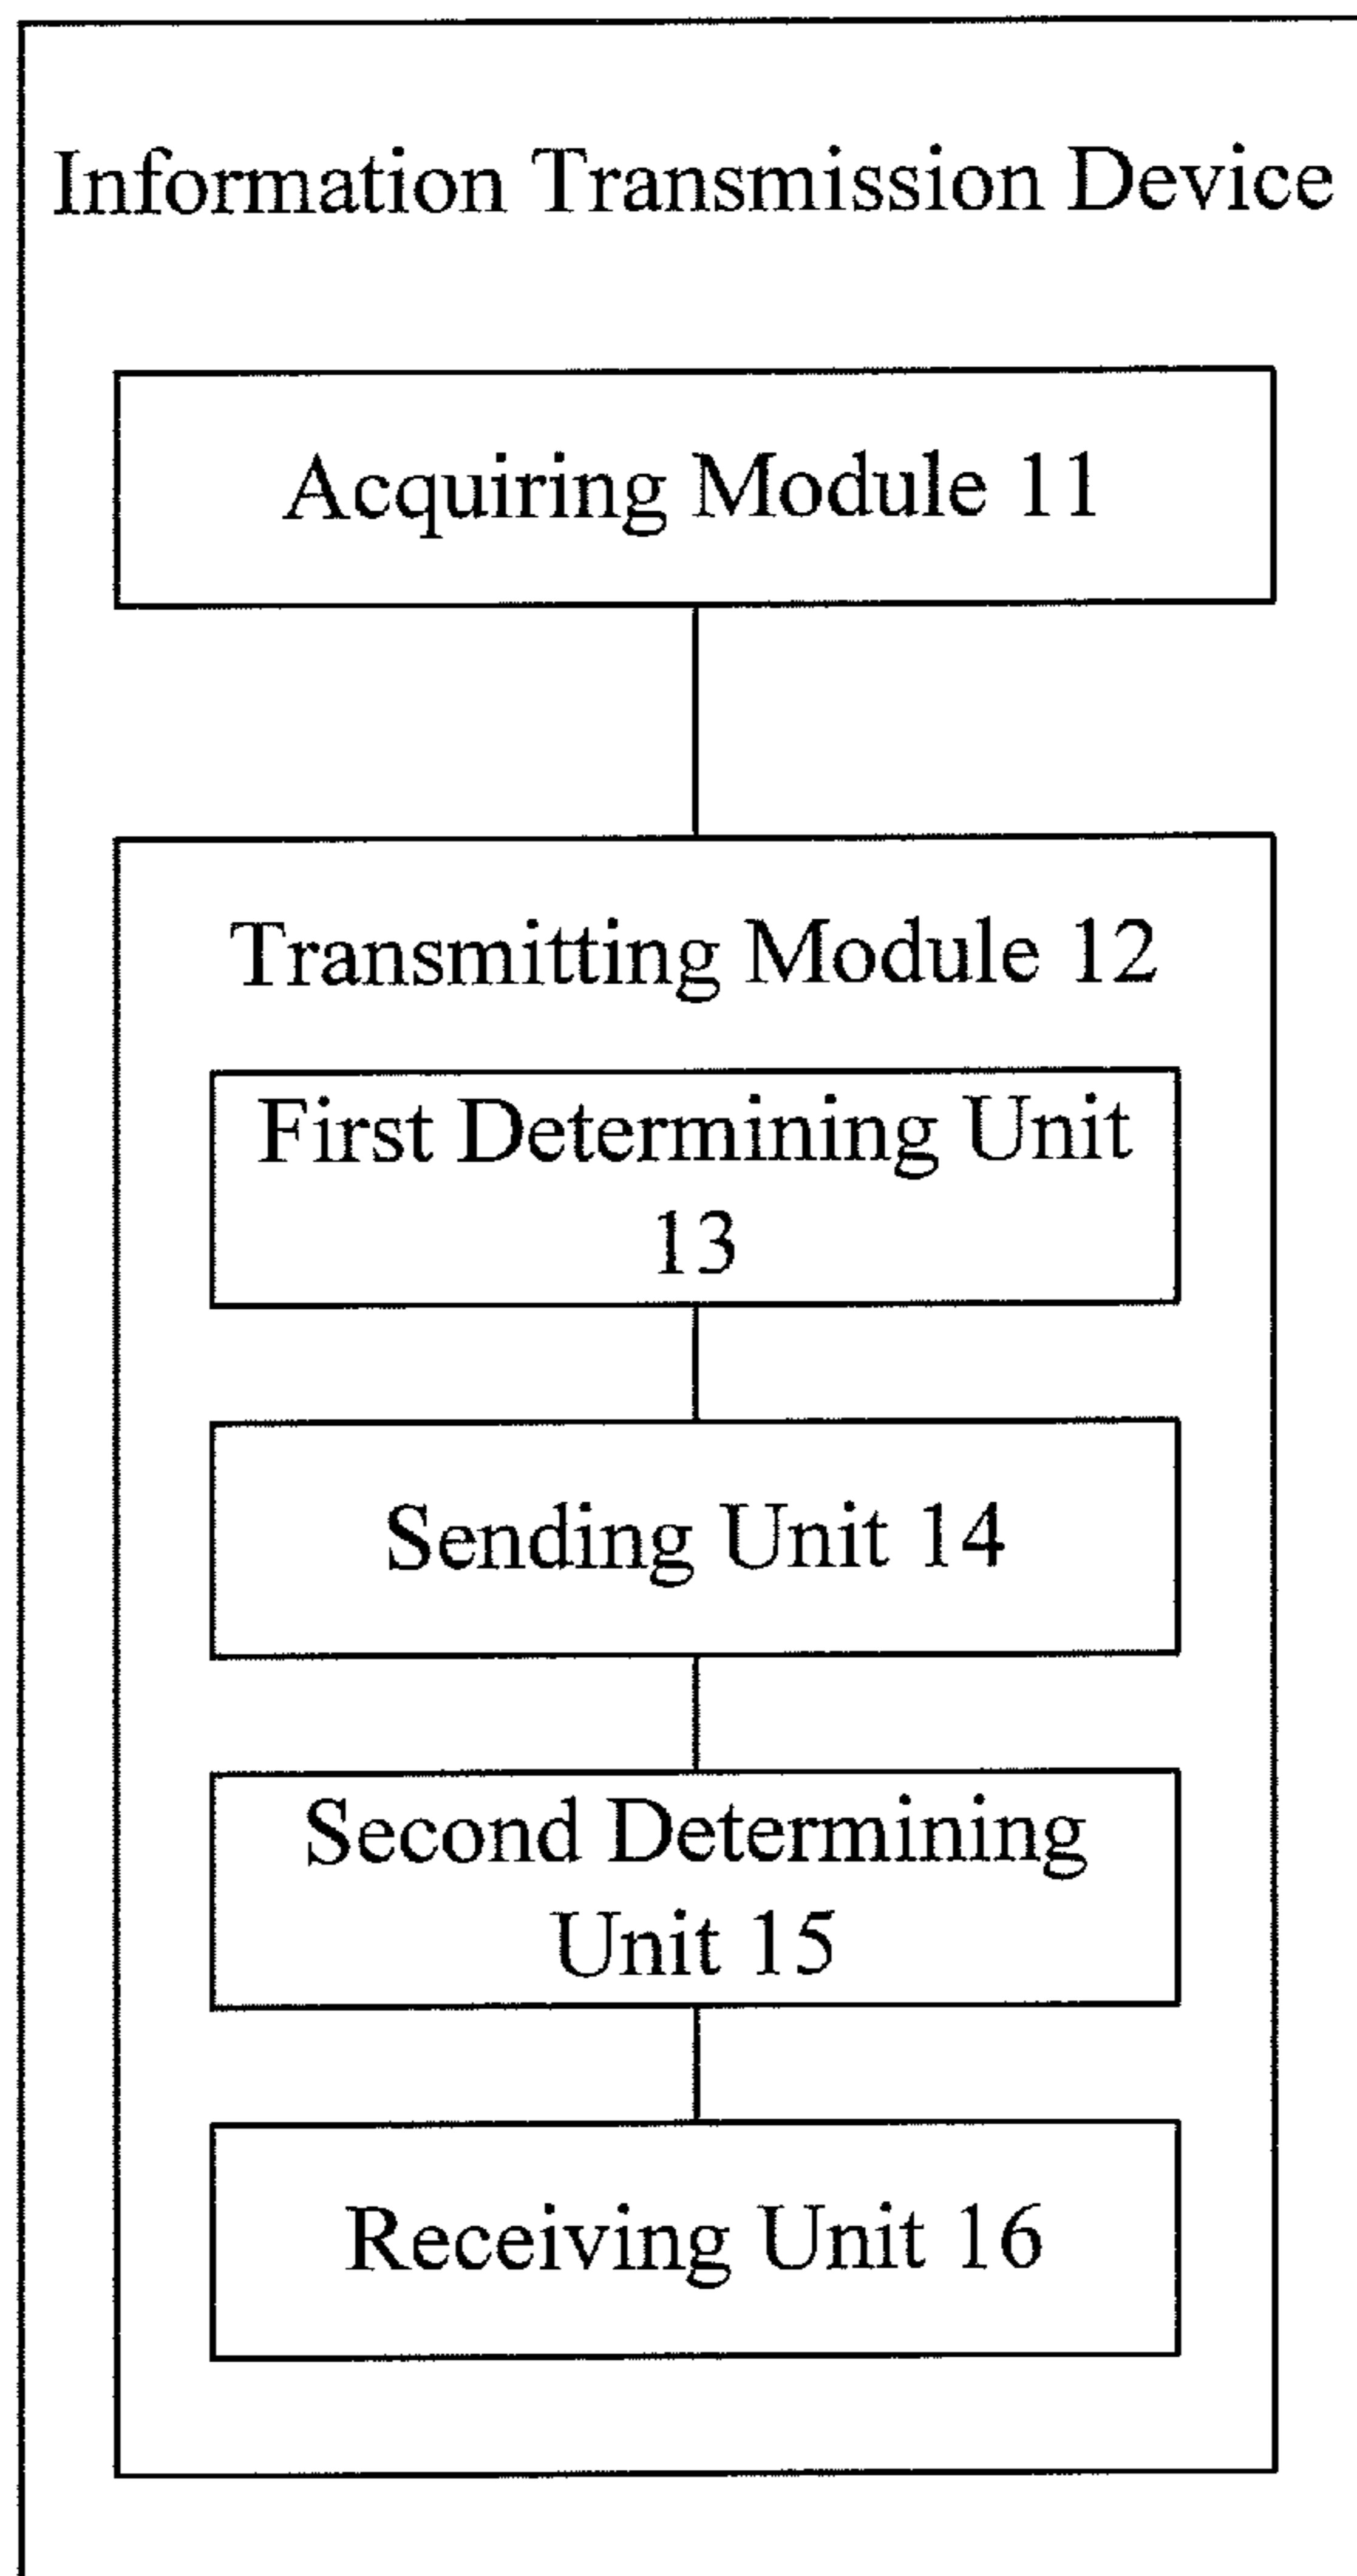 Information Transmission Device
Acquiring Module 11
Transmitting Module 12
First Determining Unit
13
Sending Unit 14
Second Determining
Unit 15
Receiving Unit 16